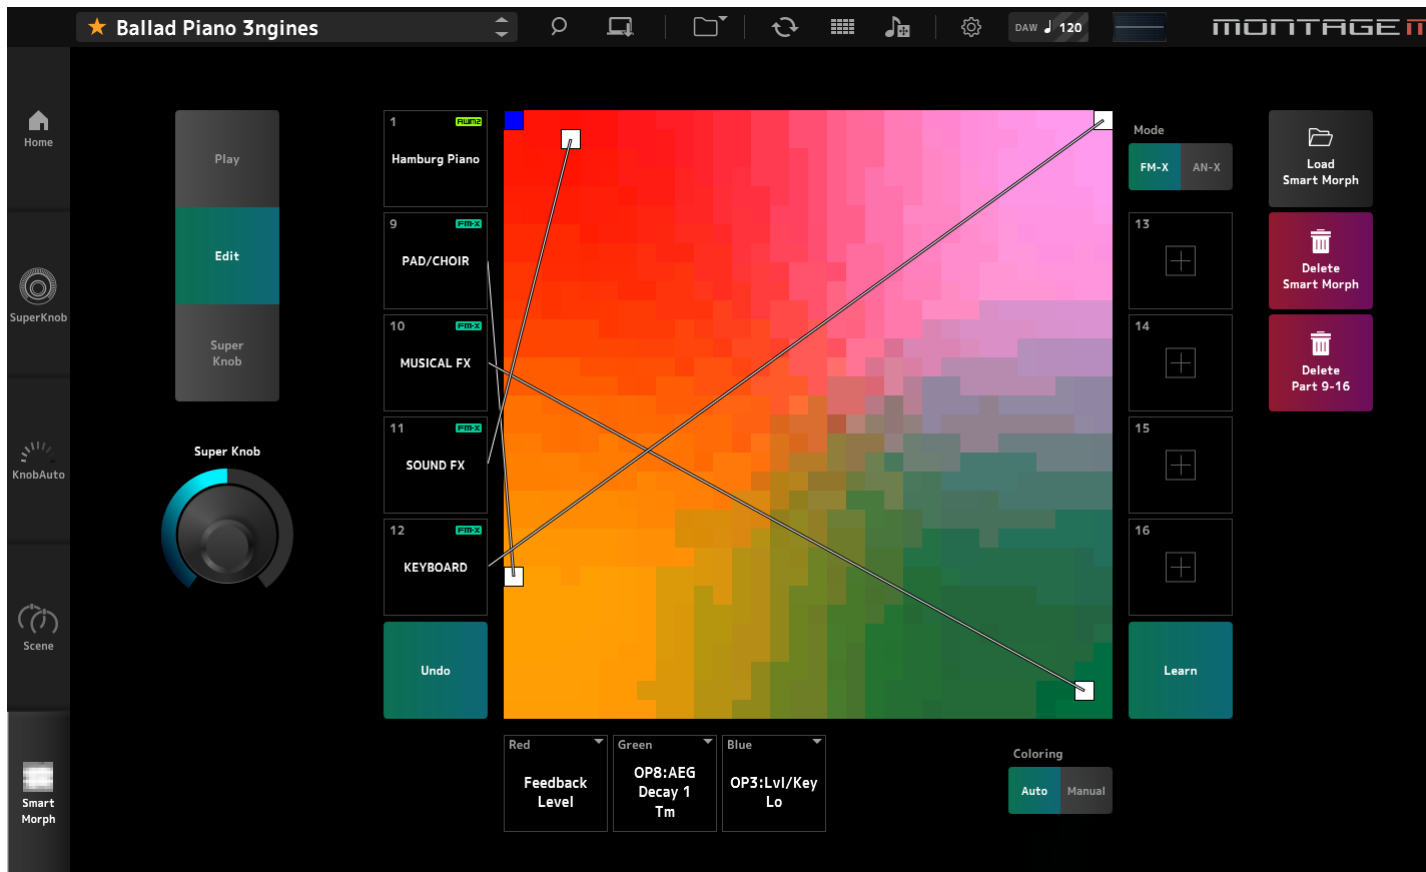 Ballad Piano 3ngines
DAW 120
MONTAGE M
Home
SuperKnob
KnobAuto
Scene
Smart
Morph
Play
Edit
Super
Knob
Super Knob
1 AWM2
Hamburg Piano
9 FM-X
PAD/CHOIR
10 FM-X
MUSICAL FX
11 FM-X
SOUND FX
12 FM-X
KEYBOARD
Undo
Red
Feedback
Level
Green
OP8:AEG
Decay 1
Tm
Blue
OP3:Lvl/Key
Lo
Mode
FM-X AN-X
13
14
15
16
Learn
Coloring
Auto Manual
Load
Smart Morph
Delete
Smart Morph
Delete
Part 9-16